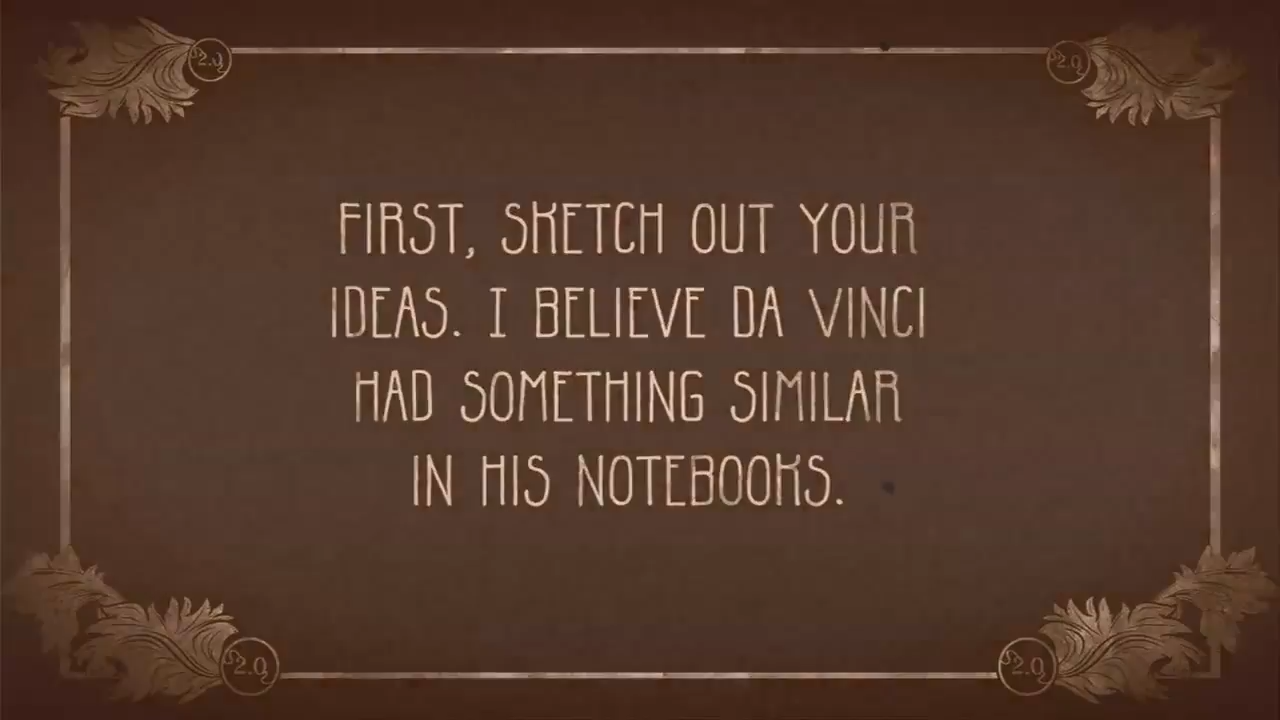 FIRST, SKETCH OUT YOUR
IDEAS. I BELIEVE DA VINCI
HAD SOMETHING SIMILAR
IN HIS NOTEBOOKS.